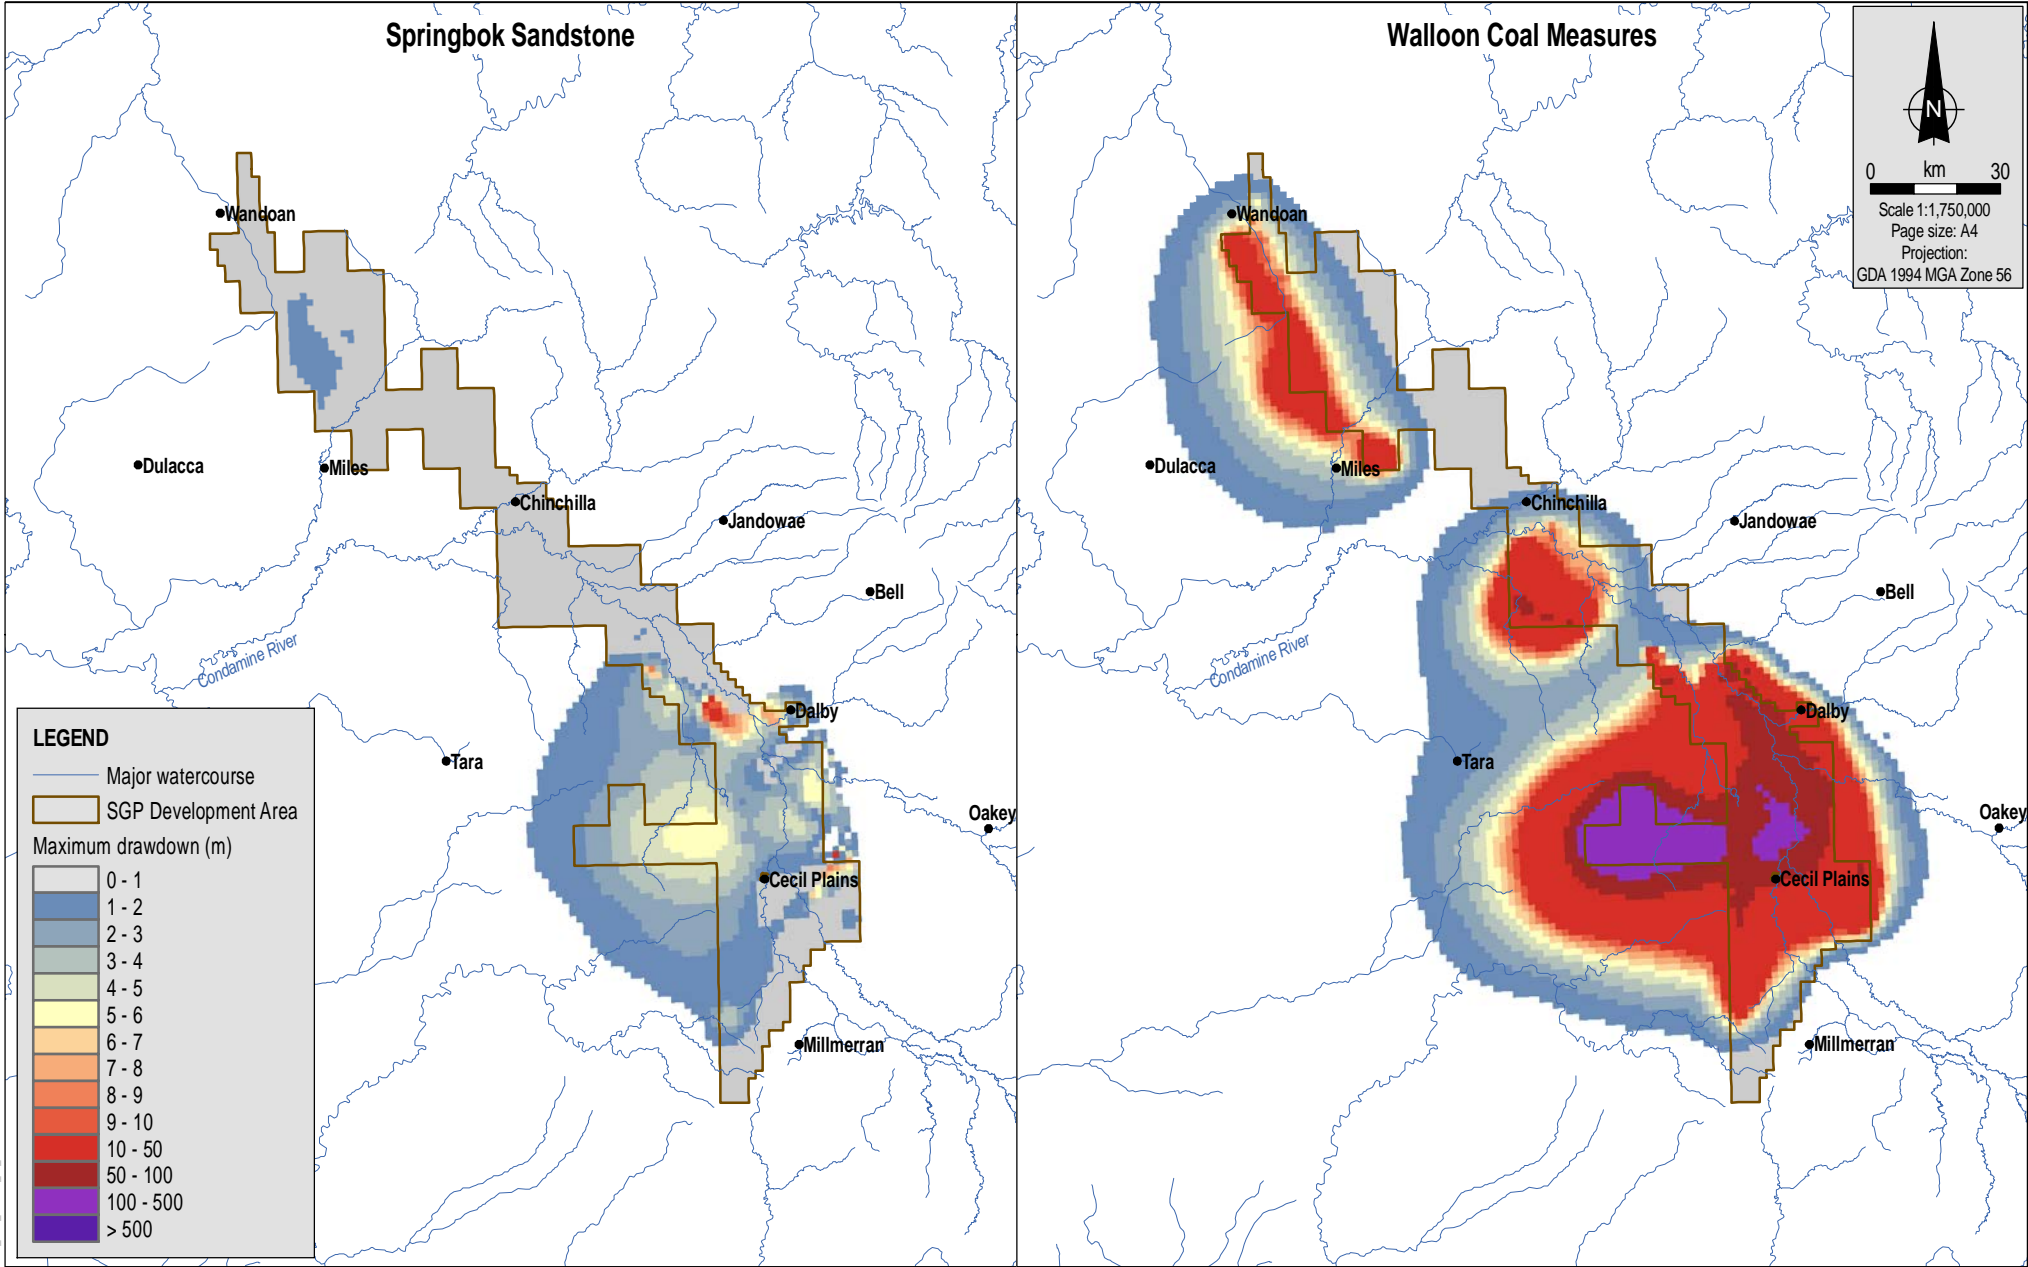 Springbok Sandstone
Wandoan
Dulacca
Miles
Chinchilla
Jandowae
Bell
Condamine River
Dalby
Tara
Oakey
Cecil Plains
Millmerran
LEGEND
Major watercourse
SGP Development Area
Maximum drawdown (m)
0 - 1
1 - 2
2 - 3
3 - 4
4 - 5
5 - 6
6 - 7
7 - 8
8 - 9
9 - 10
10 - 50
50 - 100
100 - 500
> 500
Walloon Coal Measures
N
0 km 30
Scale 1:1,750,000
Page size: A4
Projection:
GDA 1994 MGA Zone 56
Wandoan
Dulacca
Miles
Chinchilla
Jandowae
Bell
Condamine River
Dalby
Tara
Oakey
Cecil Plains
Millmerran